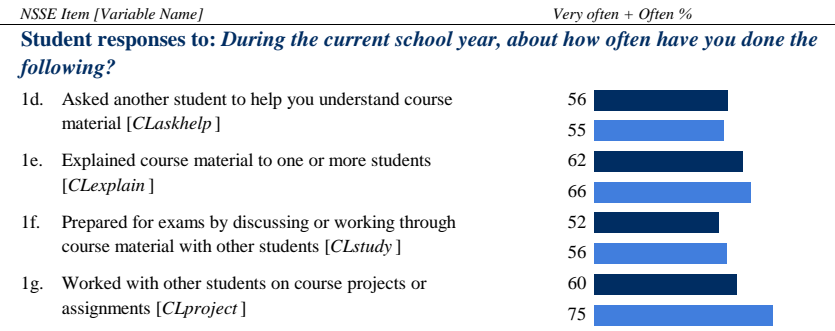 NSSE Item [Variable Name] Very often + Often %
Student responses to: During the current school year, about how often have you done the
following?
1d. Asked another student to help you understand course 56
material [CLaskhelp ] 55
1e. Explained course material to one or more students 62
[CLexplain ] 66
1f. Prepared for exams by discussing or working through 52
course material with other students [CLstudy ] 56
1g. Worked with other students on course projects or 60
assignments [CLproject ] 75